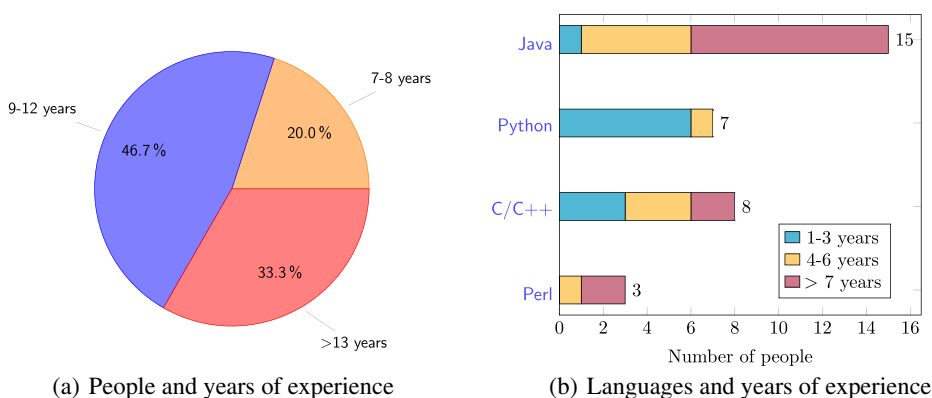 7-8 years
9-12 years
20.0 %
46.7 %
33.3 %
>13 years
(a) People and years of experience
Java
15
Python
7
C/C++
8
1-3 years
4-6 years
> 7 years
Perl
3
0 2 4 6 8 10 12 14 16
Number of people
(b) Languages and years of experience